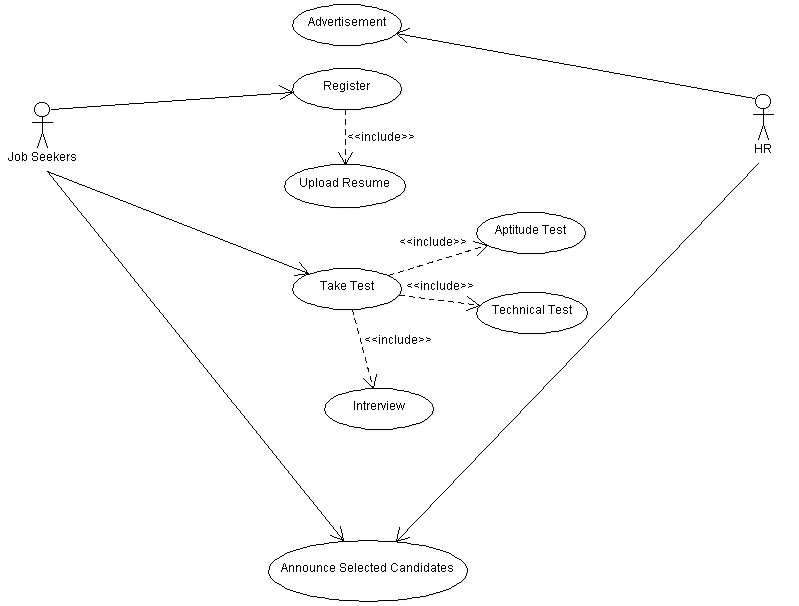 Advertisement
Register
<<include>>
Job Seekers
HR
Upload Resume
Aptitude Test
<<include>>
Take Test
<<include>>
Technical Test
<<include>>
Intrerview
Announce Selected Candidates